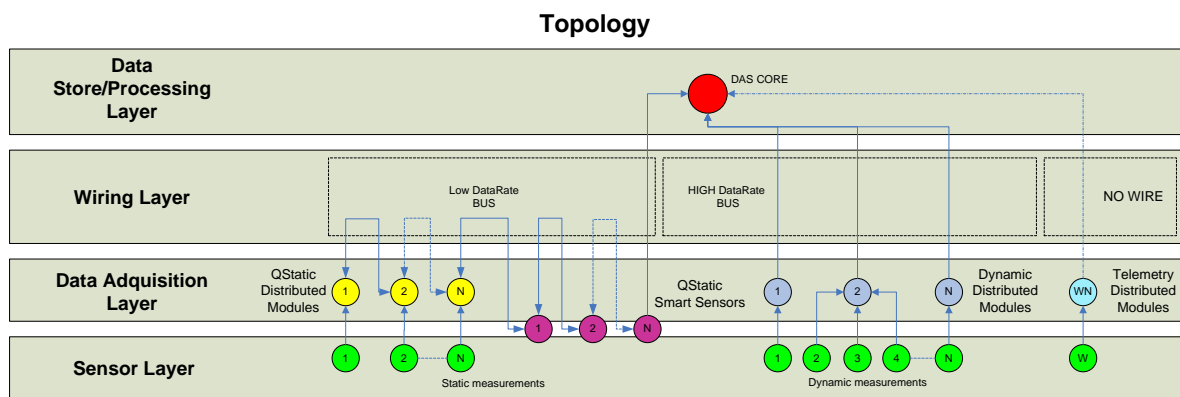 Topology
Data
Store/Processing
Layer
DAS CORE
Wiring Layer
Low DataRate
BUS
HIGH DataRate
BUS
NO WIRE
Data Adquisition
Layer
QStatic
Distributed
Modules
1
2
N
QStatic
Smart Sensors
1
2
N
Dynamic
Distributed
Modules
WN
Telemetry
Distributed
Modules
1
2
N
Sensor Layer
1
2
N
Static measurements
1
2
3
4
N
Dynamic measurements
W